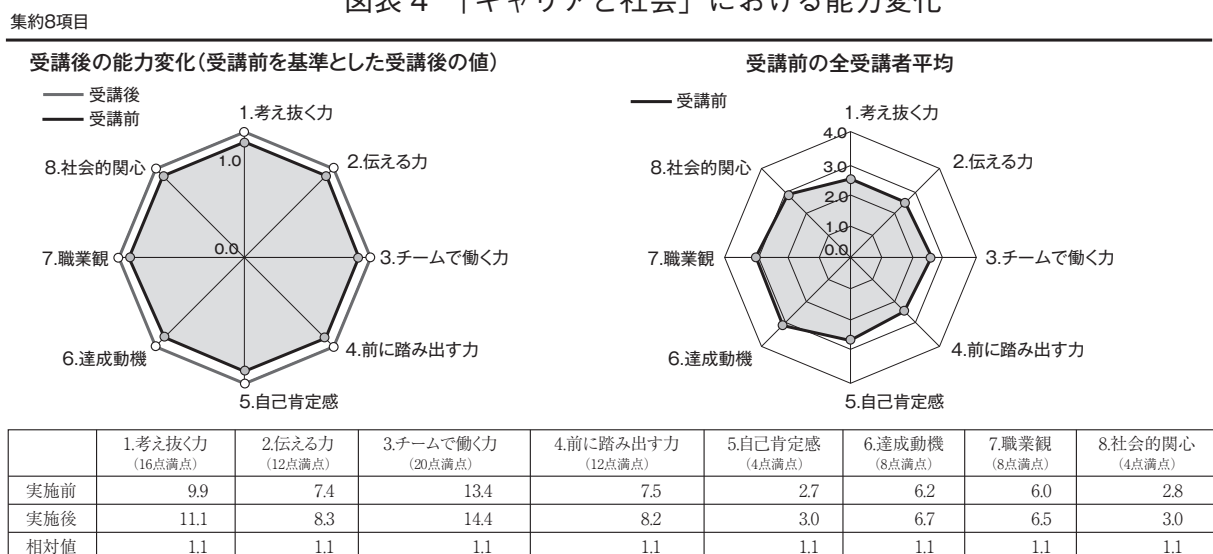 図表4 「キャリアと社会」における能力変化
集約8項目
受講後の能力変化(受講前を基準とした受講後の値)
受講後
受講前
1.考え抜く力
2.伝える力
3.チームで働く力
4.前に踏み出す力
5.自己肯定感
6.達成動機
7.職業観
8.社会的関心
1.0
0.0
受講前の全受講者平均
受講前
1.考え抜く力
2.伝える力
3.チームで働く力
4.前に踏み出す力
5.自己肯定感
6.達成動機
7.職業観
8.社会的関心
4.0
3.0
2.0
1.0
0.0
1.考え抜く力 2.伝える力 3.チームで働く力 4.前に踏み出す力 5.自己肯定感 6.達成動機 7.職業観 8.社会的関心
(16点満点) (12点満点) (20点満点) (12点満点) (4点満点) (8点満点) (8点満点) (4点満点)
実施前 9.9 7.4 13.4 7.5 2.7 6.2 6.0 2.8
実施後 11.1 8.3 14.4 8.2 3.0 6.7 6.5 3.0
相対値 1.1 1.1 1.1 1.1 1.1 1.1 1.1 1.1